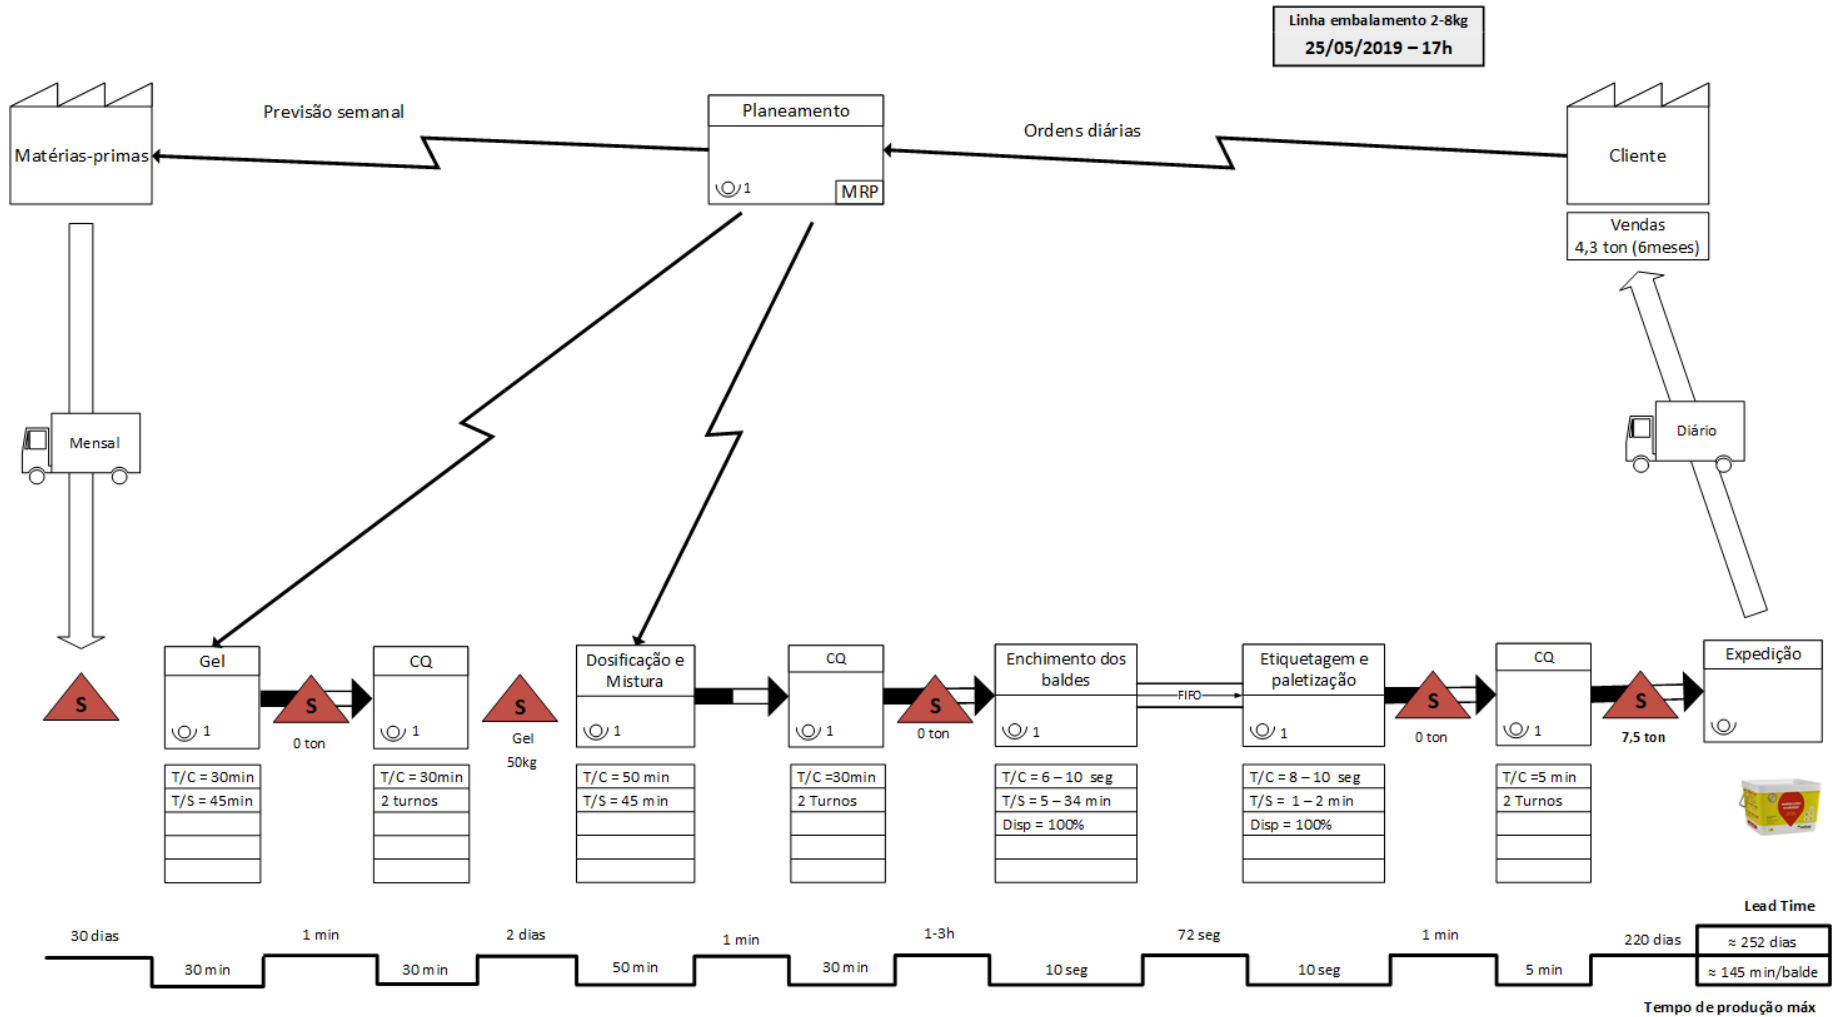 Linha embalamento 2-8kg
25/05/2019 – 17h
Previsão semanal
Planeamento
Ordens diárias
Matérias-primas
1
MRP
Cliente
Vendas
4,3 ton (6meses)
Mensal
Diário
S
Gel
1
S
0 ton
CQ
1
S
Gel
50kg
Dosificação e
Mistura
1
CQ
1
S
0 ton
Enchimento dos
baldes
1
FIFO
Etiquetagem e
paletização
1
S
0 ton
CQ
1
S
7,5 ton
Expedição
T/C = 30min
T/S = 45min
T/C = 30min
2 turnos
T/C = 50 min
T/S = 45 min
T/C =30min
2 Turnos
T/C = 6 – 10 seg
T/S = 5 – 34 min
Disp = 100%
T/C = 8 – 10 seg
T/S = 1 – 2 min
Disp = 100%
T/C =5 min
2 Turnos
Lead Time
30 dias
1 min
2 dias
1 min
1-3h
72 seg
1 min
220 dias
≈ 252 dias
30 min
30 min
50 min
30 min
10 seg
10 seg
5 min
≈ 145 min/balde
Tempo de produção máx